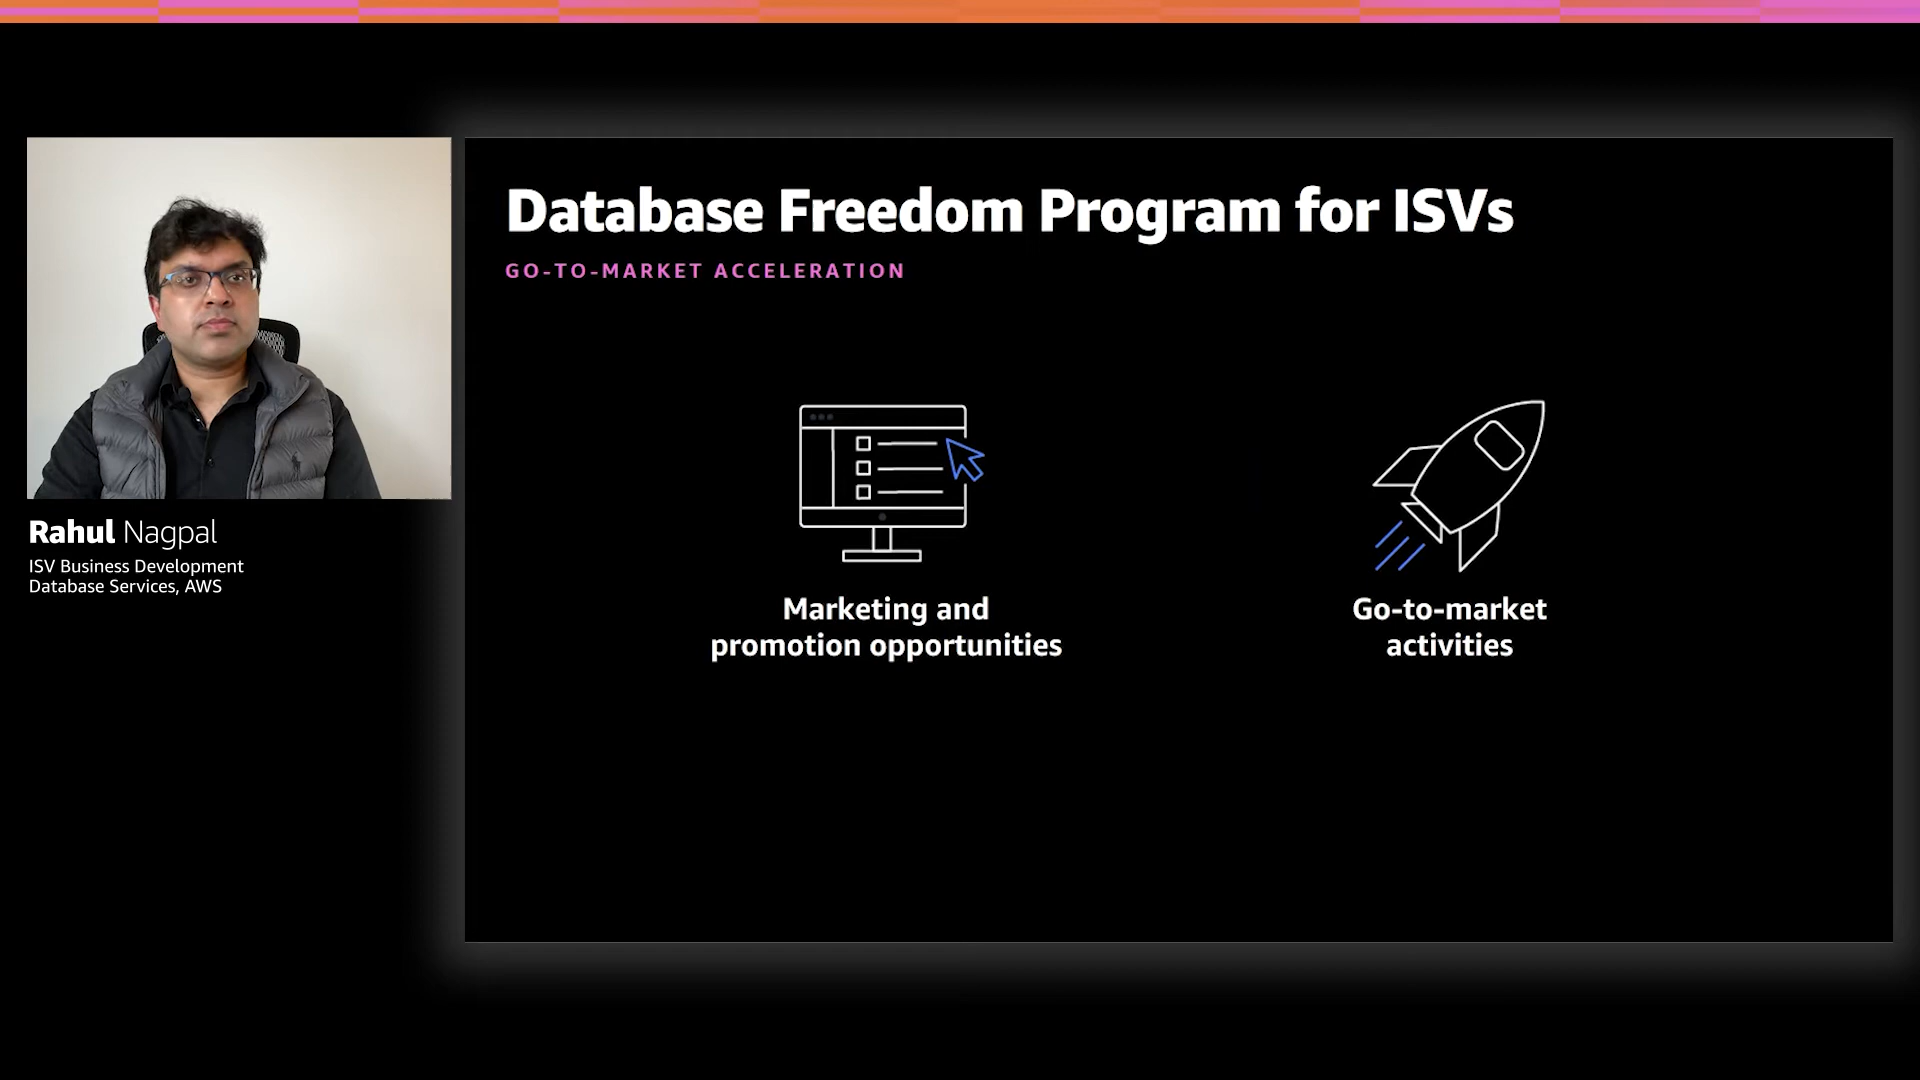 Database Freedom Program for ISVs
GO-TO-MARKET ACCELERATION
Rahul Nagpal
ISV Business Development
Database Services, AWS
Marketing and
promotion opportunities
Go-to-market
activities